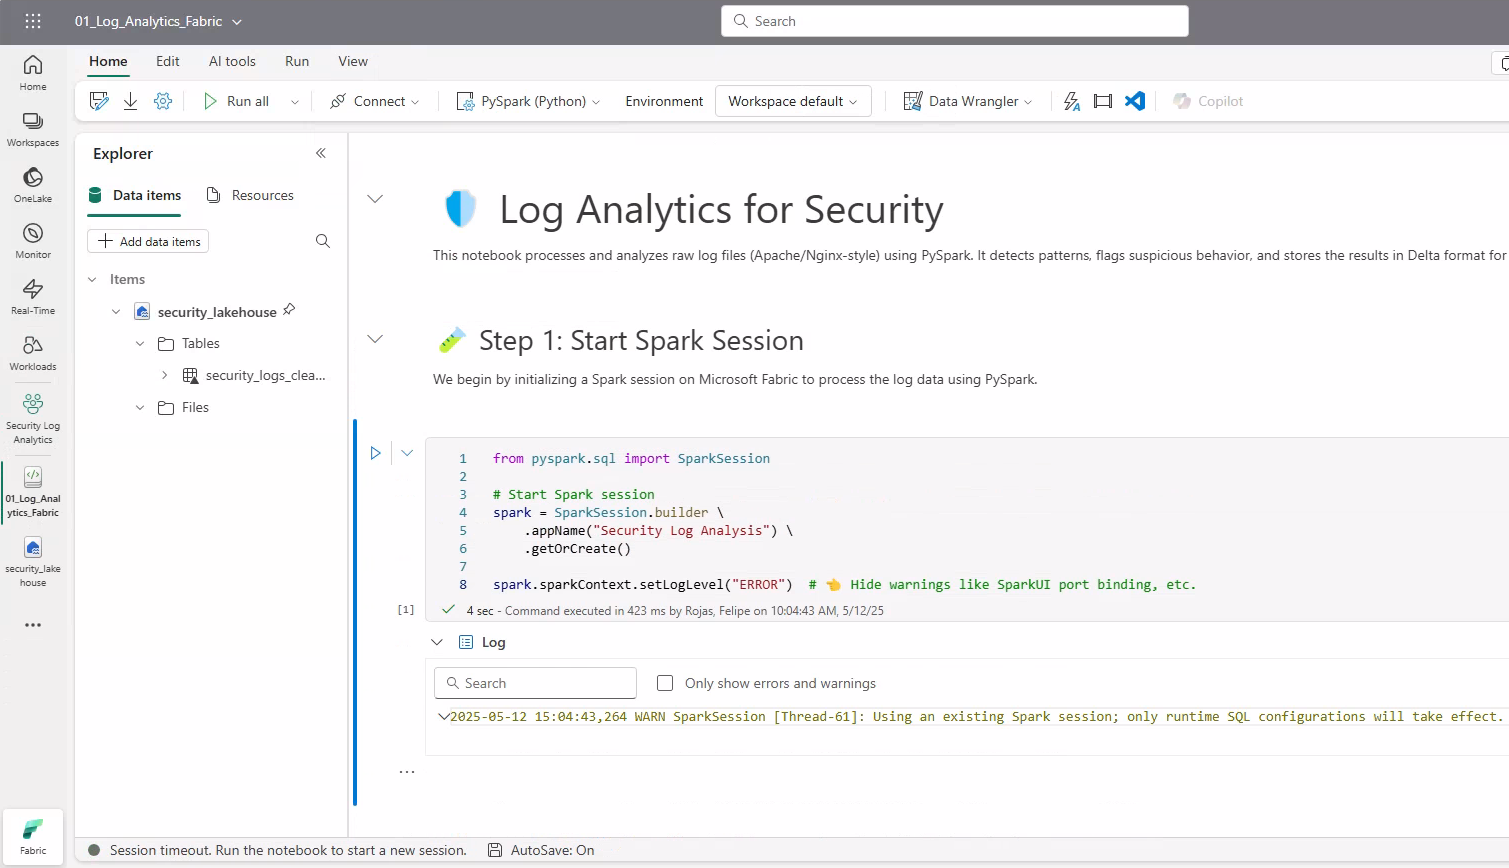 01_Log_Analytics_Fabric
Search
Home
Edit
AI tools
Run
View
Run all
Connect
PySpark (Python)
Environment
Workspace default
Data Wrangler
Copilot
Home
Workspaces
OneLake
Monitor
Real-Time
Workloads
Security Log
Analytics
01_Log_Anal
ytics_Fabric
security_lake
house
Fabric
Explorer
Data items
Resources
Add data items
Items
security_lakehouse
Tables
security_logs_clea...
Files
Log Analytics for Security
This notebook processes and analyzes raw log files (Apache/Nginx-style) using PySpark. It detects patterns, flags suspicious behavior, and stores the results in Delta format for
Step 1: Start Spark Session
We begin by initializing a Spark session on Microsoft Fabric to process the log data using PySpark.
1 from pyspark.sql import SparkSession
2
3 # Start Spark session
4 spark = SparkSession.builder \
5 .appName("Security Log Analysis") \
6 .getOrCreate()
7
8 spark.sparkContext.setLogLevel("ERROR") # 👈 Hide warnings like SparkUI port binding, etc.
[1] 4 sec - Command executed in 423 ms by Rojas, Felipe on 10:04:43 AM, 5/12/25
Log
Search
Only show errors and warnings
2025-05-12 15:04:43,264 WARN SparkSession [Thread-61]: Using an existing Spark session; only runtime SQL configurations will take effect.
Session timeout. Run the notebook to start a new session.
AutoSave: On